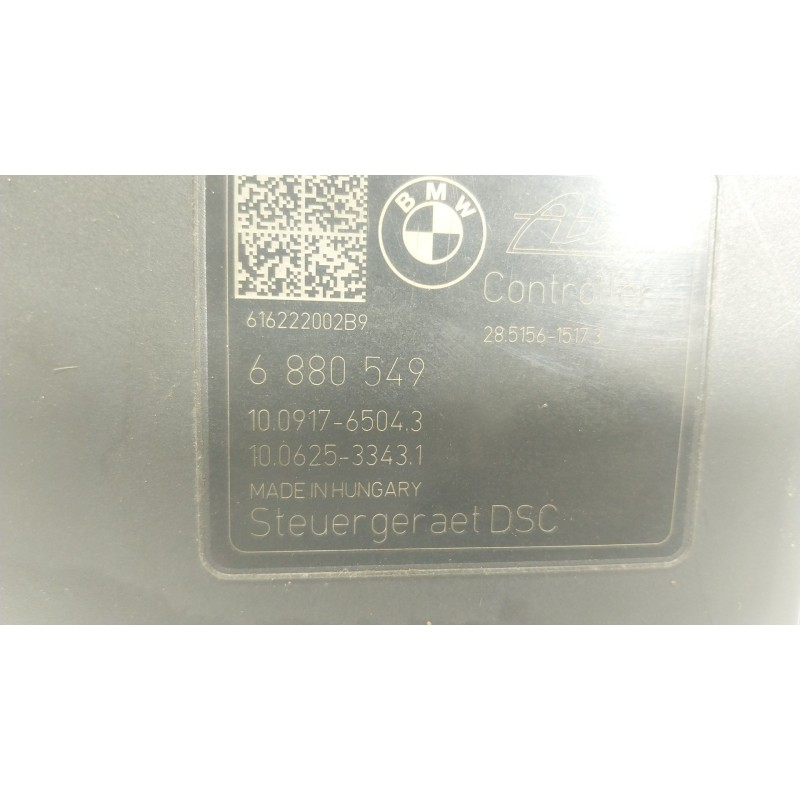 BMW
Ate
616222002B9
Controller
28.5156-1517.3
6 880 549
10.0917-6504.3
10.0625-3343.1
MADE IN HUNGARY
Steuergeraet DSC